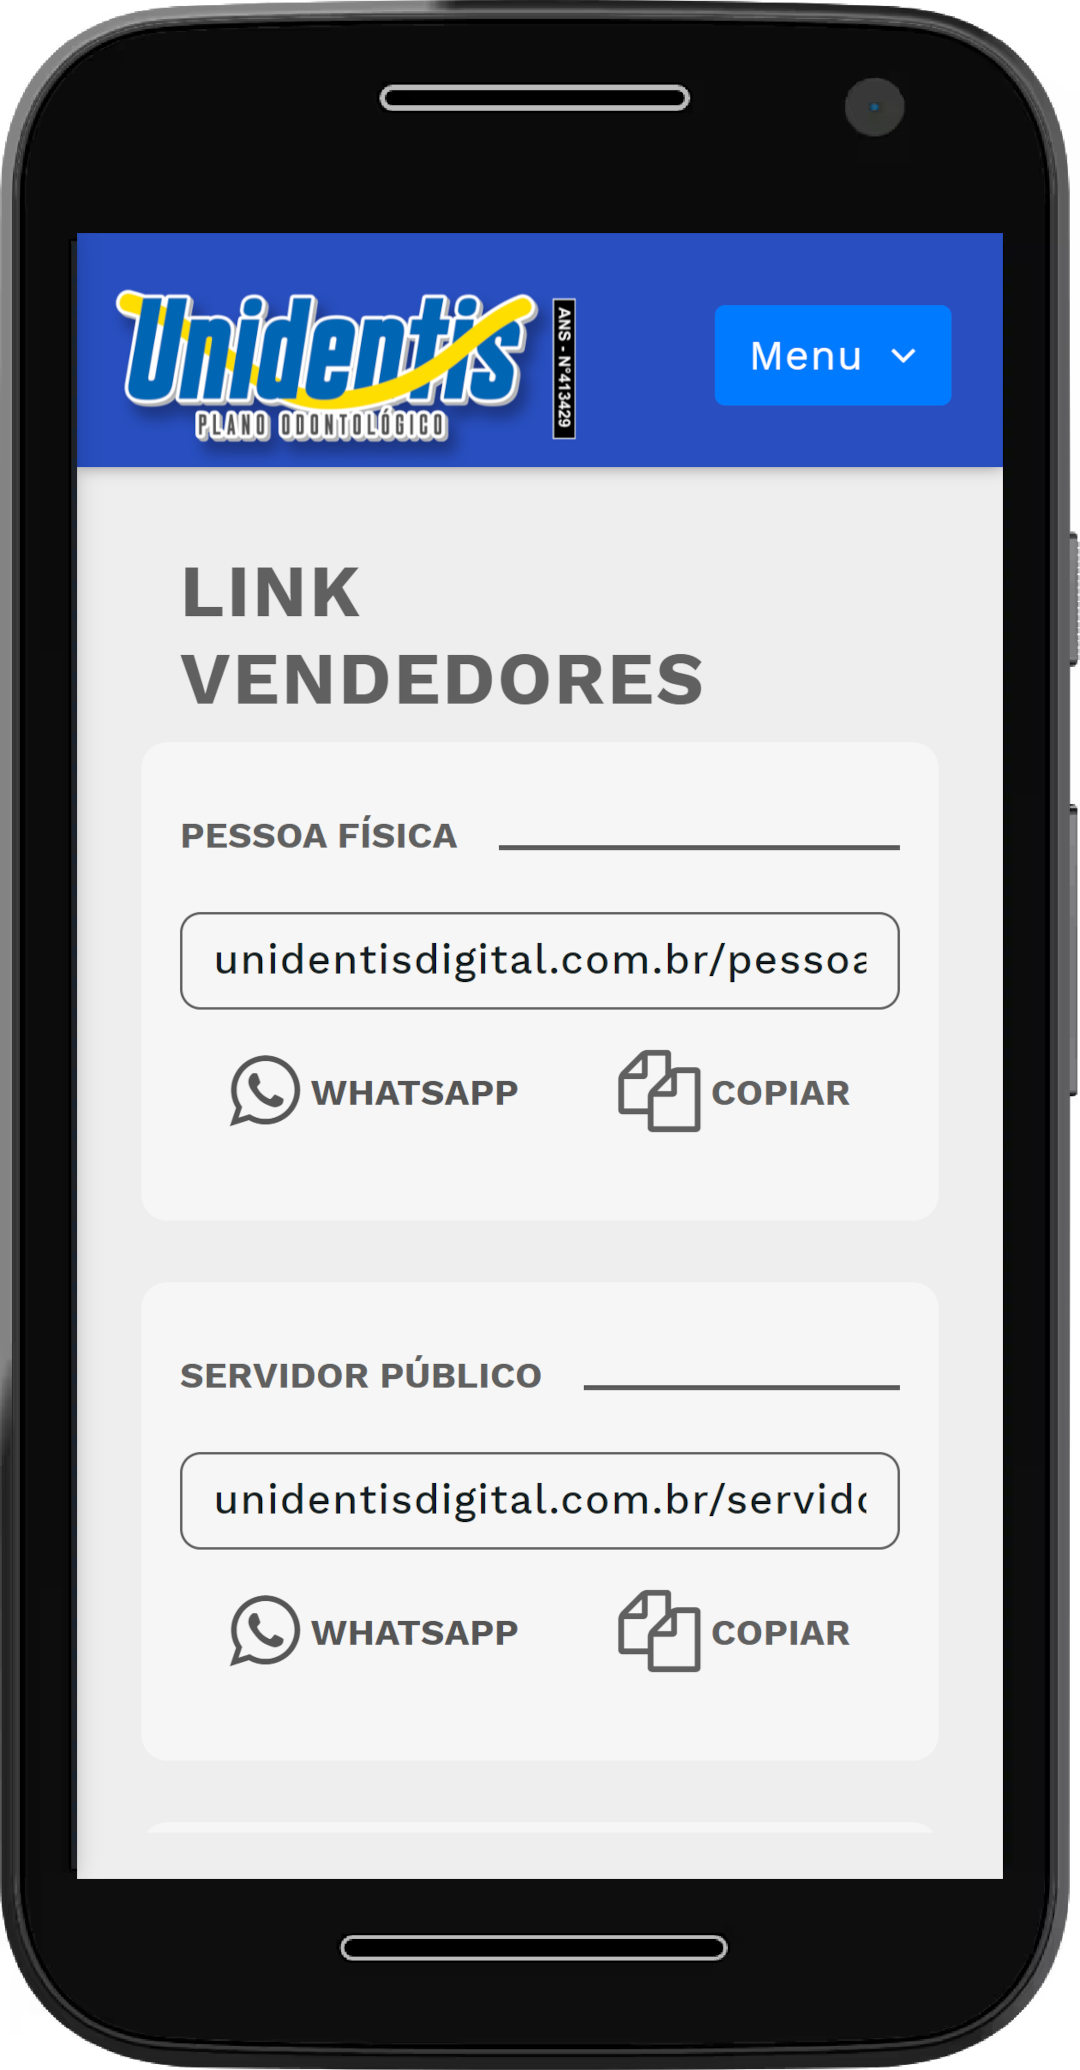 Unidentis
PLANO ODONTOLÓGICO
ANS - Nº413429
Menu
LINK
VENDEDORES
PESSOA FÍSICA
unidentisdigital.com.br/pessoa
WHATSAPP
COPIAR
SERVIDOR PÚBLICO
unidentisdigital.com.br/servido
WHATSAPP
COPIAR